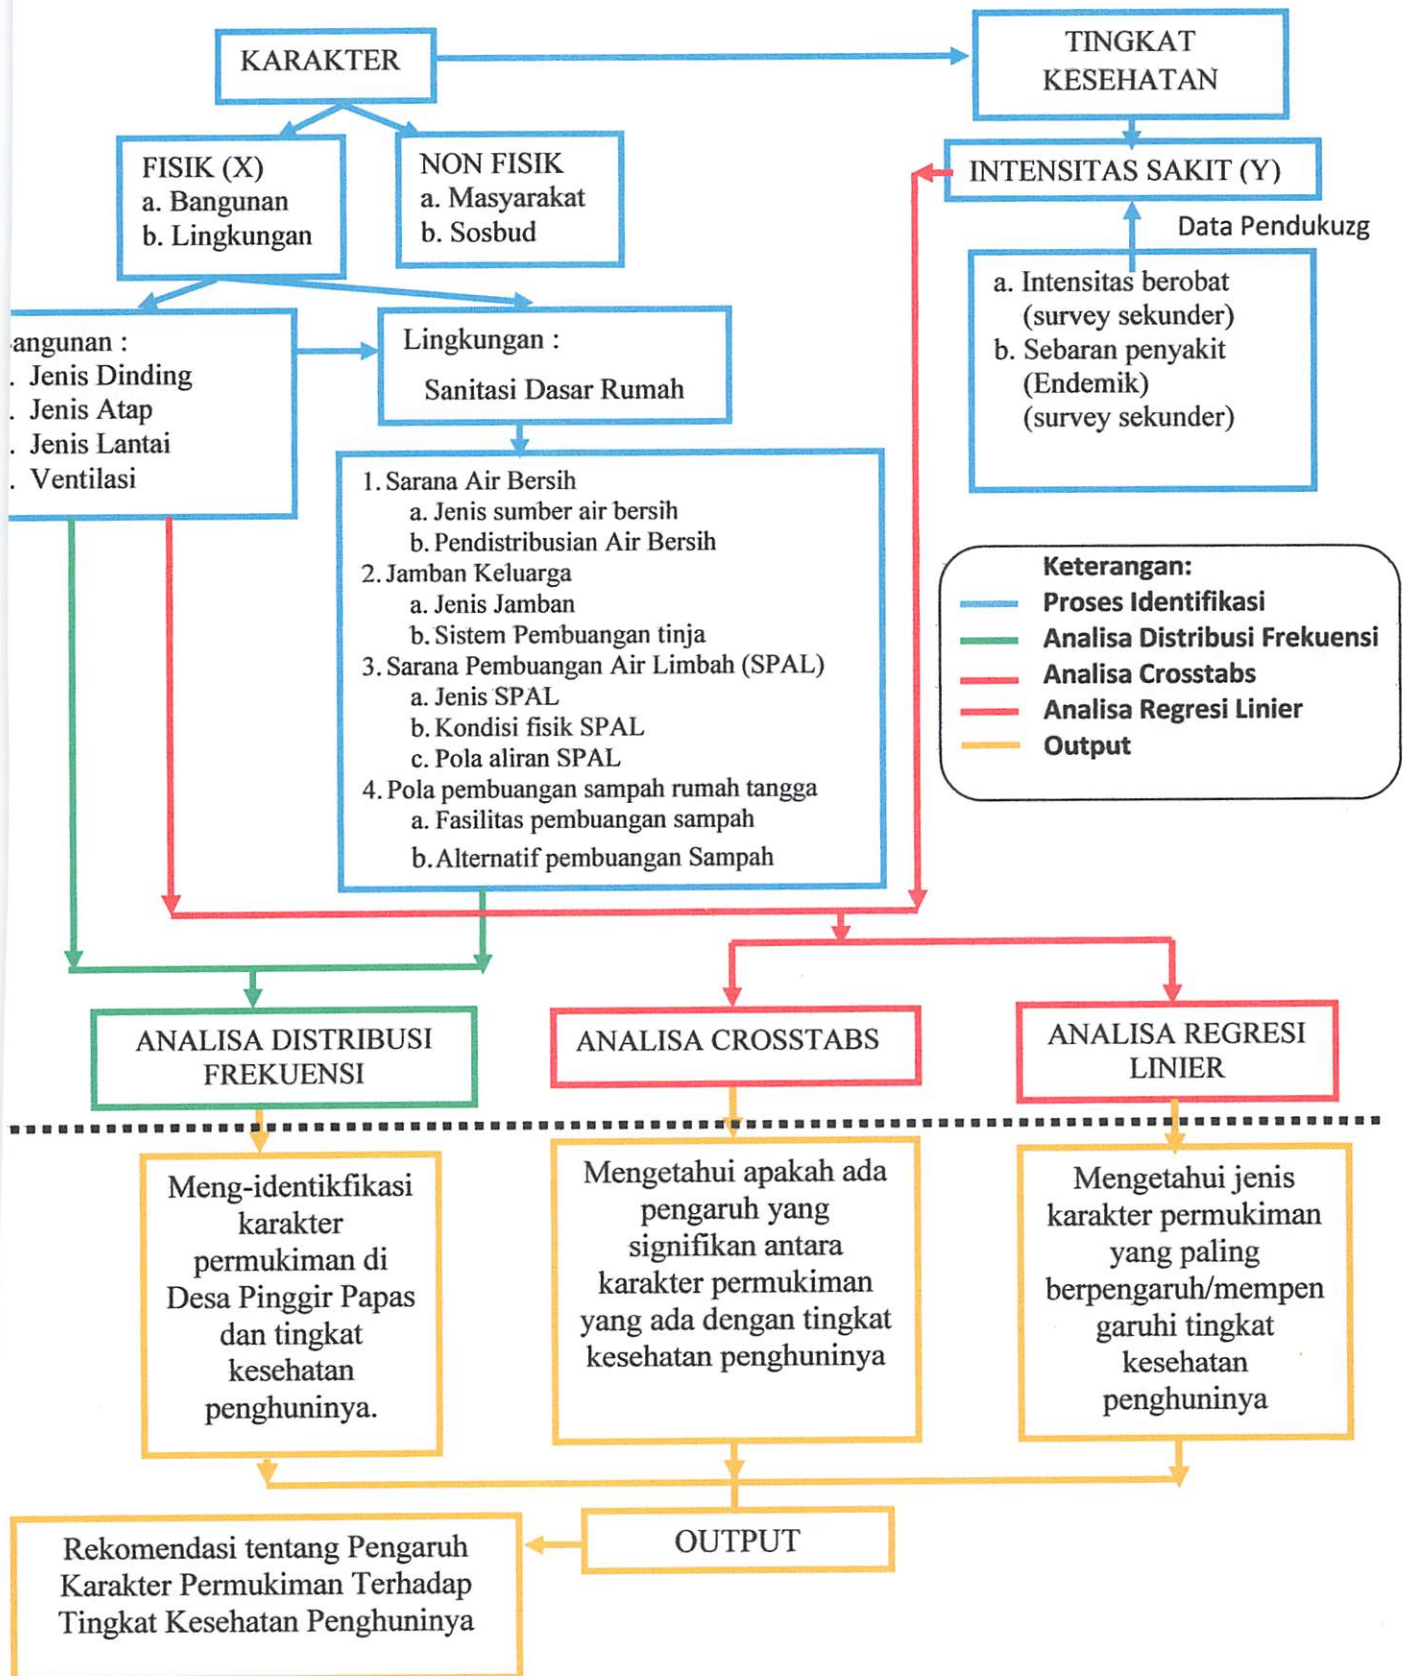 KARAKTER
TINGKAT
KESEHATAN
FISIK (X)
a. Bangunan
b. Lingkungan
NON FISIK
a. Masyarakat
b. Sosbud
INTENSITAS SAKIT (Y)
Data Pendukuzg
a. Intensitas berobat
(survey sekunder)
b. Sebaran penyakit
(Endemik)
(survey sekunder)
angunan :
. Jenis Dinding
. Jenis Atap
. Jenis Lantai
. Ventilasi
Lingkungan :
Sanitasi Dasar Rumah
1. Sarana Air Bersih
a. Jenis sumber air bersih
b. Pendistribusian Air Bersih
2. Jamban Keluarga
a. Jenis Jamban
b. Sistem Pembuangan tinja
3. Sarana Pembuangan Air Limbah (SPAL)
a. Jenis SPAL
b. Kondisi fisik SPAL
c. Pola aliran SPAL
4. Pola pembuangan sampah rumah tangga
a. Fasilitas pembuangan sampah
b. Alternatif pembuangan Sampah
Keterangan:
Proses Identifikasi
Analisa Distribusi Frekuensi
Analisa Crosstabs
Analisa Regresi Linier
Output
ANALISA DISTRIBUSI
FREKUENSI
ANALISA CROSSTABS
ANALISA REGRESI
LINIER
Meng-identikfikasi
karakter
permukiman di
Desa Pinggir Papas
dan tingkat
kesehatan
penghuninya.
Mengetahui apakah ada
pengaruh yang
signifikan antara
karakter permukiman
yang ada dengan tingkat
kesehatan penghuninya
Mengetahui jenis
karakter permukiman
yang paling
berpengaruh/mempen
garuhi tingkat
kesehatan
penghuninya
OUTPUT
Rekomendasi tentang Pengaruh
Karakter Permukiman Terhadap
Tingkat Kesehatan Penghuninya